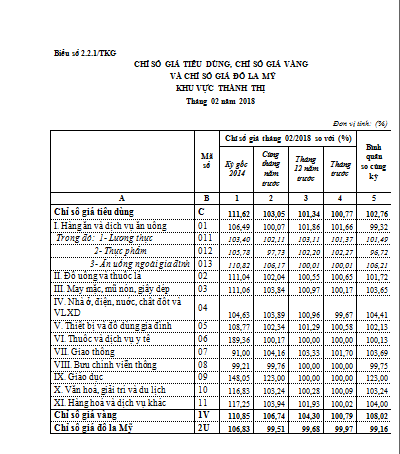 Biểu số 2.2.1/TKG
CHỈ SỐ GIÁ TIÊU DÙNG, CHỈ SỐ GIÁ VÀNG
VÀ CHỈ SỐ GIÁ ĐÔ LA MỸ
KHU VỰC THÀNH THỊ
Tháng 02 năm 2018
Đơn vị tính: (%)
Mã số Chỉ số giá tháng 02/2018 so với (%) Bình quân so cùng kỳ
Kỳ gốc 2014 Cùng tháng năm trước Tháng 12 năm trước Tháng trước
A B 1 2 3 4 5
Chỉ số giá tiêu dùng C 111,62 103,05 101,34 100,77 102,76
I. Hàng ăn và dịch vụ ăn uống 01 106,49 100,07 101,86 101,66 99,32
Trong đó: 1- Lương thực 011 103,40 102,11 103,11 101,37 101,49
2- Thực phẩm 012 105,78 97,73 102,20 102,27 96,72
3- Ăn uống ngoài gia đình 013 110,82 106,17 100,01 100,01 106,21
II. Đồ uống và thuốc lá 02 111,04 102,04 100,55 100,65 101,72
III. May mặc, mũ nón, giầy dép 03 111,06 103,84 100,97 100,17 103,65
IV. Nhà ở, điện, nước, chất đốt và VLXD 04 104,63 103,89 100,96 99,67 104,41
V. Thiết bị và đồ dùng gia đình 05 108,77 102,34 101,29 100,58 102,13
VI. Thuốc và dịch vụ y tế 06 189,36 100,17 100,00 100,00 100,13
VII. Giao thông 07 91,00 104,16 103,33 101,70 103,69
VIII. Bưu chính viễn thông 08 99,21 99,76 100,00 100,00 99,75
IX. Giáo dục 09 148,05 123,00 100,00 100,00 123,00
X. Văn hoá, giải trí và du lịch 10 116,83 103,24 100,28 100,09 103,24
XI. Hàng hoá và dịch vụ khác 11 117,25 103,94 101,93 100,02 104,00
Chỉ số giá vàng 1V 110,85 106,74 104,30 100,79 108,02
Chỉ số giá đô la Mỹ 2U 106,83 99,51 99,68 99,97 99,16